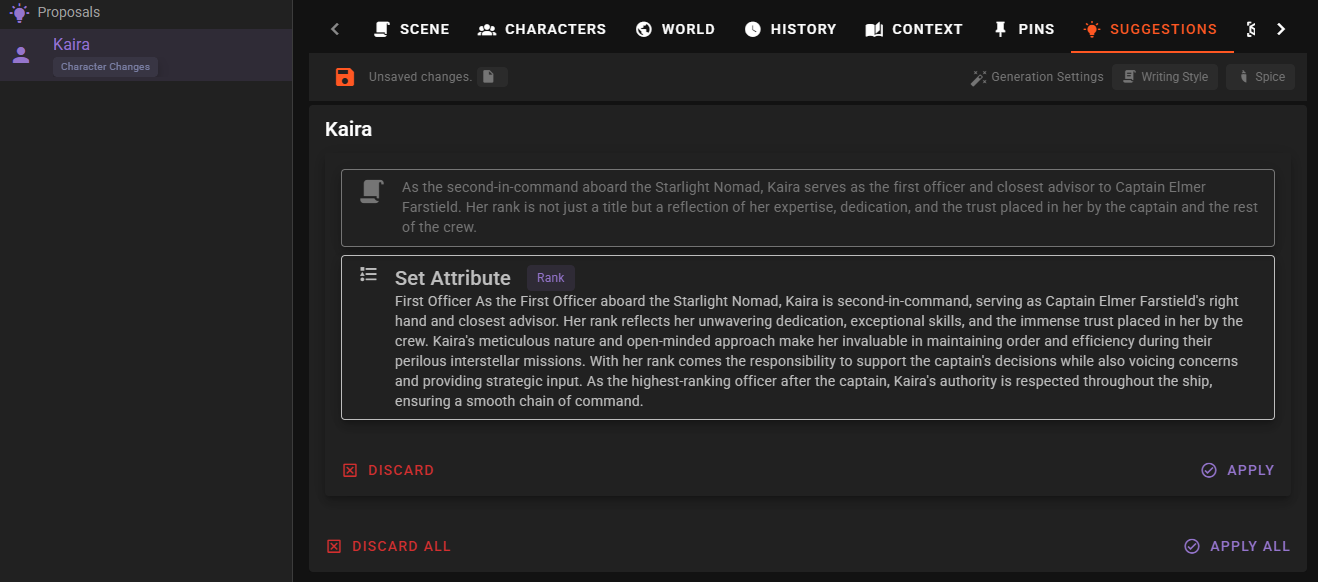 Proposals
Kaira
Character Changes
SCENE
CHARACTERS
WORLD
HISTORY
CONTEXT
PINS
SUGGESTIONS
Unsaved changes.
Generation Settings
Writing Style
Spice
Kaira
As the second-in-command aboard the Starlight Nomad, Kaira serves as the first officer and closest advisor to Captain Elmer
Farstield. Her rank is not just a title but a reflection of her expertise, dedication, and the trust placed in her by the captain and the rest
of the crew.
Set Attribute Rank
First Officer As the First Officer aboard the Starlight Nomad, Kaira is second-in-command, serving as Captain Elmer Farstield's right
hand and closest advisor. Her rank reflects her unwavering dedication, exceptional skills, and the immense trust placed in her by the
crew. Kaira's meticulous nature and open-minded approach make her invaluable in maintaining order and efficiency during their
perilous interstellar missions. With her rank comes the responsibility to support the captain's decisions while also voicing concerns
and providing strategic input. As the highest-ranking officer after the captain, Kaira's authority is respected throughout the ship,
ensuring a smooth chain of command.
DISCARD
APPLY
DISCARD ALL
APPLY ALL